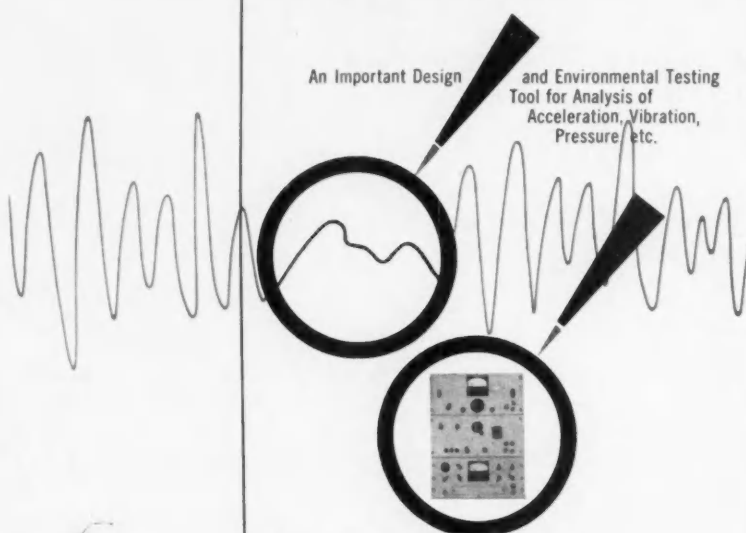 An Important Design and Environmental Testing
Tool for Analysis of
Acceleration, Vibration,
Pressure, etc.